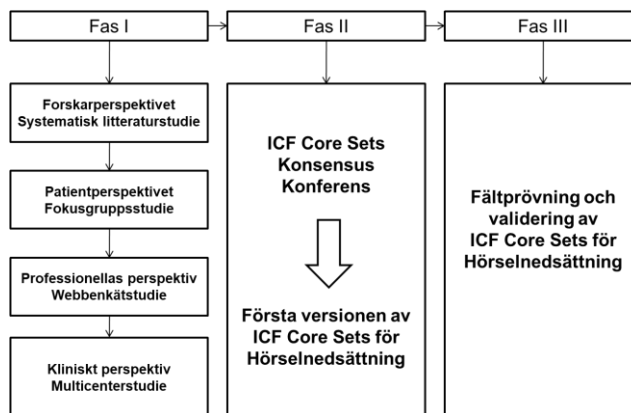 Fas I
Fas II
Fas III
Forskarperspektivet
Systematisk litteraturstudie
Patientperspektivet
Fokusgruppsstudie
Professionellas perspektiv
Webbenkätstudie
Kliniskt perspektiv
Multicenterstudie
ICF Core Sets
Konsensus
Konferens
Första versionen av
ICF Core Sets för
Hörselnedsättning
Fältprövning och
validering av
ICF Core Sets för
Hörselnedsättning